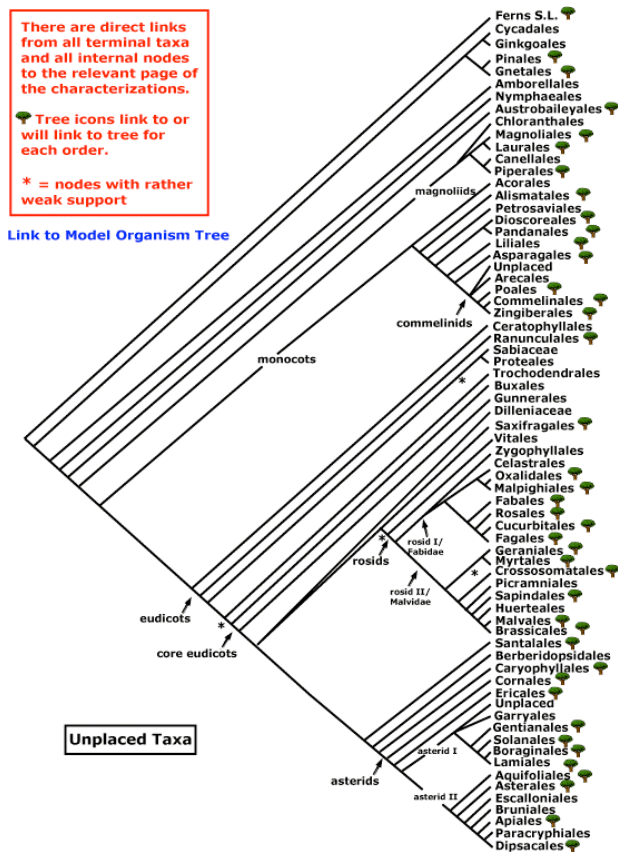 There are direct links
from all terminal taxa
and all internal nodes
to the relevant page of
the characterizations.
Tree icons link to or
will link to tree for
each order.
* = nodes with rather
weak support
Link to Model Organism Tree
Ferns S.L.
Cycadales
Ginkgoales
Pinales
Gnetales
Amborellales
Nymphaeales
Austrobaileyales
Chloranthales
Magnoliales
Laurales
Canellales
Piperales
magnoliids
Acorales
Alismatales
Petrosaviales
Dioscoreales
Pandanales
Liliales
Asparagales
Unplaced
Arecales
Poales
Commelinales
Zingiberales
commelinids
monocots
Ceratophyllales
Ranunculales
Sabiaceae
Proteales
Trochodendrales
*
Buxales
Gunnerales
Dilleniaceae
Saxifragales
Vitales
Zygophyllales
Celastrales
Oxalidales
Malpighiales
Fabales
Rosales
Cucurbitales
Fagales
*
rosid I/
Fabidae
rosids
Geraniales
Myrtales
Crossosomatales
*
Picramniales
Sapindales
Huerteales
Malvales
Brassicales
rosid II/
Malvidae
eudicots
*
core eudicots
Santalales
Berberidopsidales
Caryophyllales
Cornales
Ericales
Unplaced
Garryales
Gentianales
Solanales
Boraginales
Lamiales
asterid I
asterids
Aquifoliales
Asterales
Escalloniales
Bruniales
Apiales
Paracryphiales
Dipsacales
asterid II
Unplaced Taxa